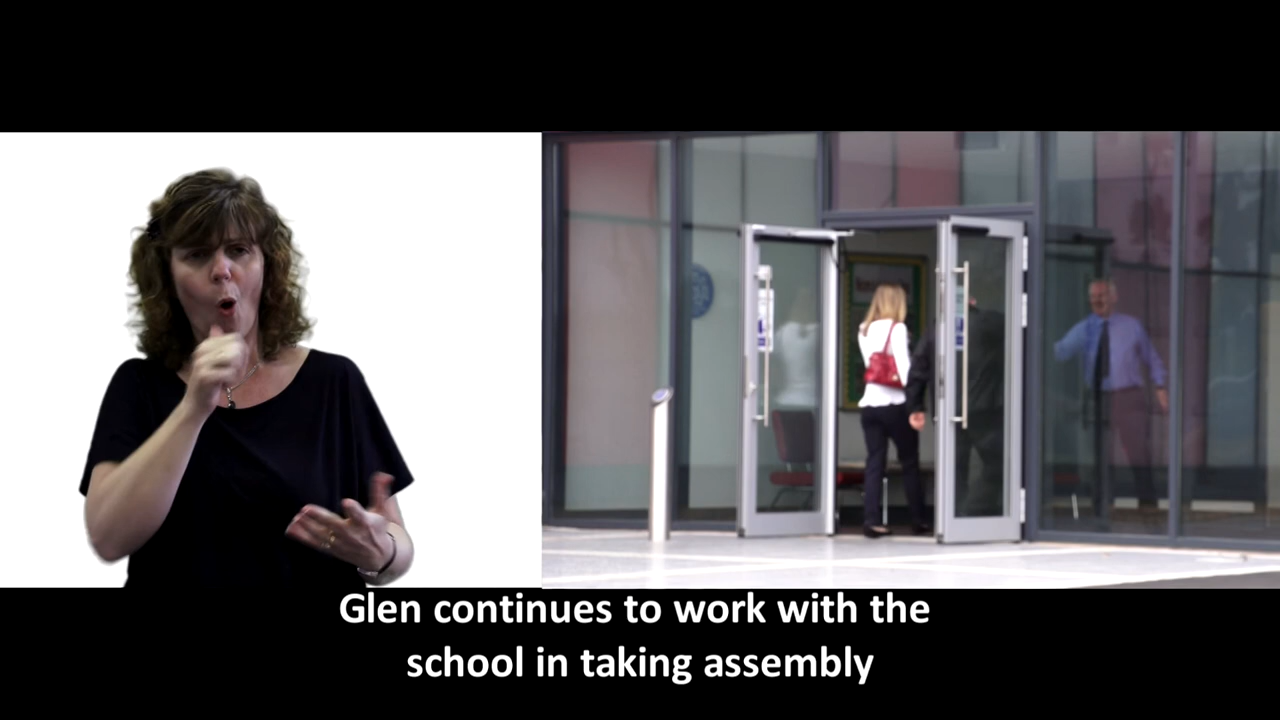 Glen continues to work with the
school in taking assembly